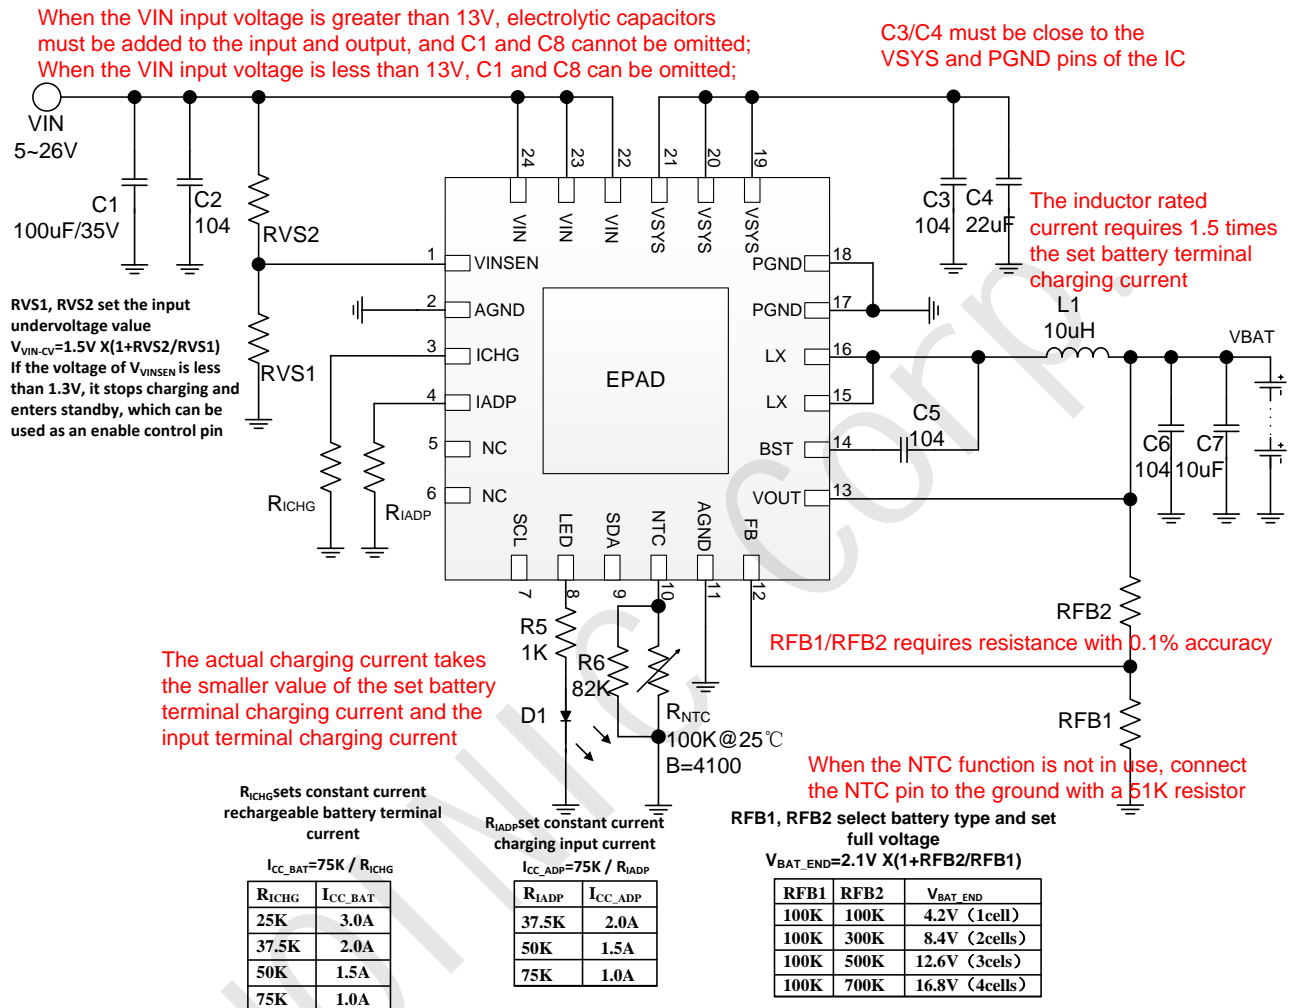 When the VIN input voltage is greater than 13V, electrolytic capacitors
must be added to the input and output, and C1 and C8 cannot be omitted;
When the VIN input voltage is less than 13V, C1 and C8 can be omitted;
C3/C4 must be close to the
VSYS and PGND pins of the IC
VIN
5~26V
C1
100uF/35V
C2
104
RVS2
RVS1
RVS1, RVS2 set the input
undervoltage value
VVIN-CV=1.5V X(1+RVS2/RVS1)
If the voltage of VVINSEN is less
than 1.3V, it stops charging and
enters standby, which can be
used as an enable control pin
24
23
22
21
20
19
VIN
VIN
VIN
VSYS
VSYS
VSYS
C3
104
C4
22uF
The inductor rated
current requires 1.5 times
the set battery terminal
charging current
1
VINSEN
2
AGND
3
ICHG
4
IADP
5
NC
6
NC
EPAD
PGND
18
PGND
17
LX
16
LX
15
BST
14
VOUT
13
L1
10uH
VBAT
C5
104
C6
104
C7
10uF
RICHG
RIADP
SCL
LED
SDA
NTC
AGND
FB
7
8
9
10
11
12
R5
1K
R6
82K
D1
RNTC
100K@25℃
B=4100
RFB2
RFB1/RFB2 requires resistance with 0.1% accuracy
RFB1
The actual charging current takes
the smaller value of the set battery
terminal charging current and the
input terminal charging current
When the NTC function is not in use, connect
the NTC pin to the ground with a 51K resistor
RICHGsets constant current
rechargeable battery terminal
current
ICC_BAT=75K / RICHG
RICHG ICC_BAT
25K 3.0A
37.5K 2.0A
50K 1.5A
75K 1.0A
RIADPset constant current
charging input current
ICC_ADP=75K / RIADP
RIADP ICC_ADP
37.5K 2.0A
50K 1.5A
75K 1.0A
RFB1, RFB2 select battery type and set
full voltage
VBAT_END=2.1V X(1+RFB2/RFB1)
RFB1 RFB2 VBAT_END
100K 100K 4.2V（1cell）
100K 300K 8.4V（2cells）
100K 500K 12.6V（3cels）
100K 700K 16.8V（4cells）
Corp.